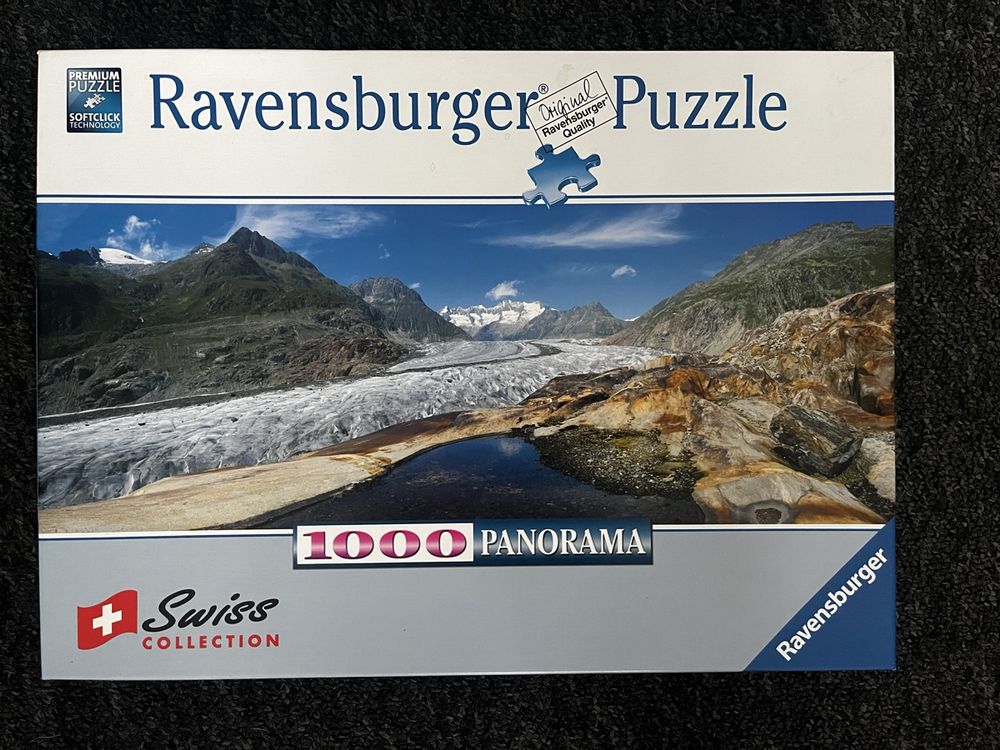 PREMIUM
PUZZLE
SOFTCLICK
TECHNOLOGY
Ravensburger® Puzzle
Original
Ravensburger®
Quality
1000 PANORAMA
Swiss
COLLECTION
Ravensburger